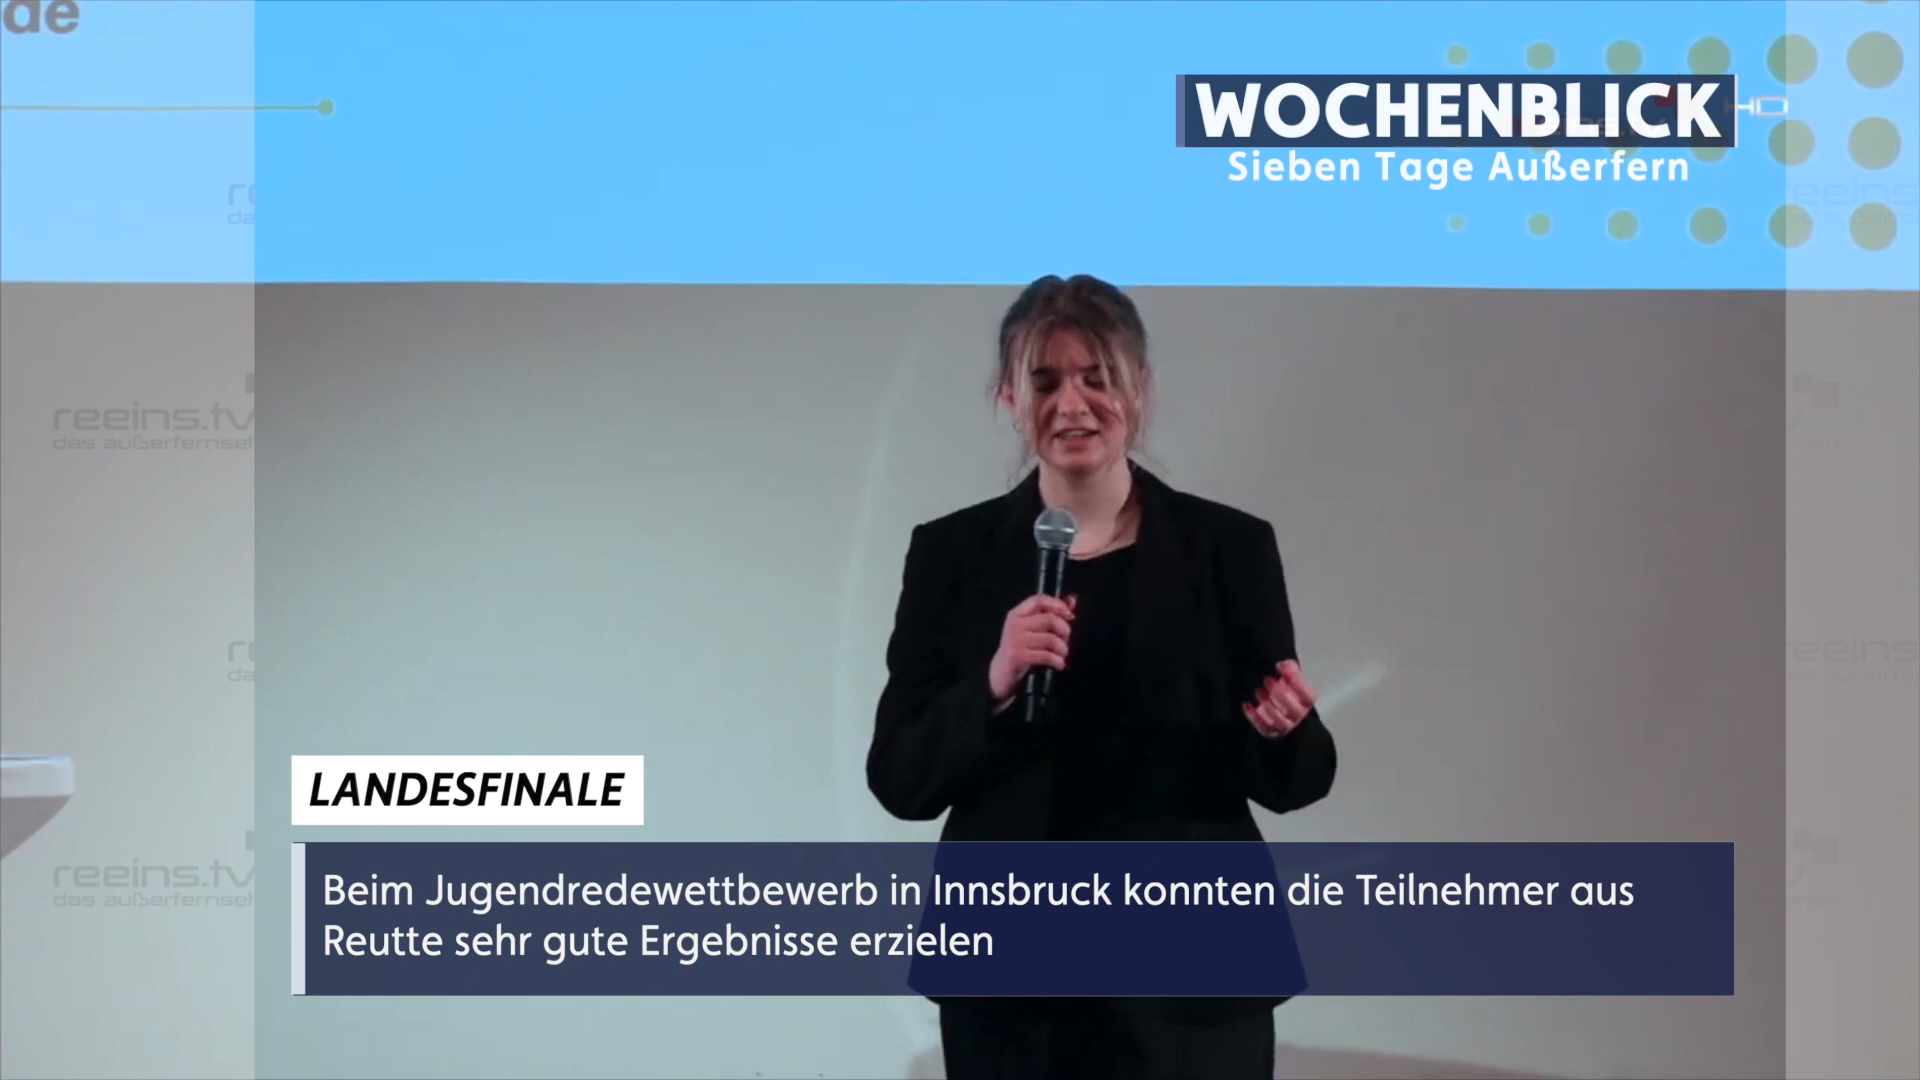 de
WOCHENBLICK
Sieben Tage Außerfern
reeins.tv
das außerfernseh
LANDESFINALE
Beim Jugendredewettbewerb in Innsbruck konnten die Teilnehmer aus
Reutte sehr gute Ergebnisse erzielen
reeins.tv
das außerfernseh